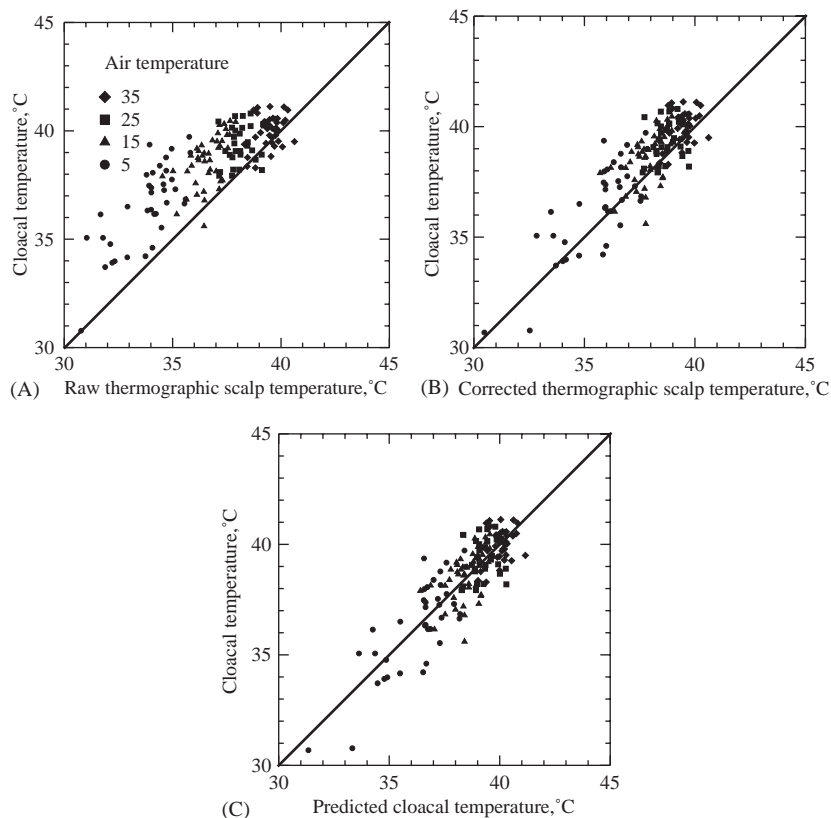 45
40
35
30
Cloacal temperature,˚C
Air temperature
35
25
15
5
30 35 40 45
(A) Raw thermographic scalp temperature,˚C
45
40
35
30
Cloacal temperature,˚C
30 35 40 45
(B) Corrected thermographic scalp temperature,˚C
45
40
35
30
Cloacal temperature,˚C
30 35 40 45
(C) Predicted cloacal temperature,˚C